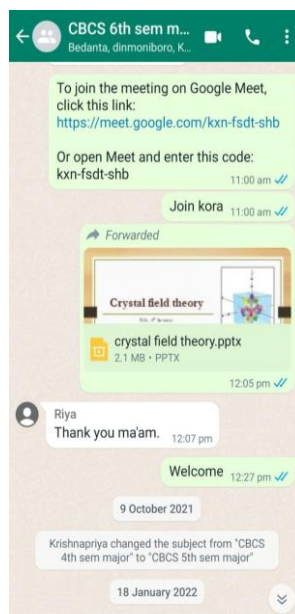 CBCS 6th sem m...
Bedanta, dinmoniboro, K...
To join the meeting on Google Meet,
click this link:
https://meet.google.com/kxn-fsdt-shb
Or open Meet and enter this code:
kxn-fsdt-shb
11:00 am
Join kora 11:00 am
Forwarded
Crystal field theory
crystal field theory.pptx
2.1 MB • PPTX
12:05 pm
Riya
Thank you ma'am. 12:07 pm
Welcome 12:27 pm
9 October 2021
Krishnapriya changed the subject from "CBCS
4th sem major" to "CBCS 5th sem major"
18 January 2022